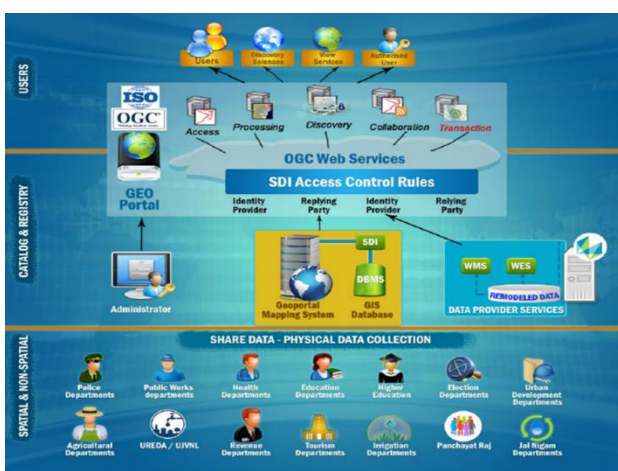 USERS
Users
Discovery
Sciences
View
Services
Authorised
User
ISO
OGC
Access
Processing
Discovery
Collaboration
Transaction
OGC Web Services
SDI Access Control Rules
GEO
Portal
Identity
Provider
Replying
Party
Identity
Provider
Relying
Party
CATALOG & REGISTRY
Administrator
SDI
DBMS
Geoportal
Mapping System
GIS
Database
WMS
WES
REMODELED DATA
DATA PROVIDER SERVICES
SPATIAL & NON-SPATIAL
SHARE DATA - PHYSICAL DATA COLLECTION
Police
Departments
Public Works
departments
Health
Departments
Education
Departments
Higher
Education
Election
Departments
Urban
Development
Departments
Agricultural
Departments
UREDA / UJVNL
Revenue
Departments
Tourism
Departments
Irrigation
Departments
Panchayat Raj
Jal Nigam
Departments